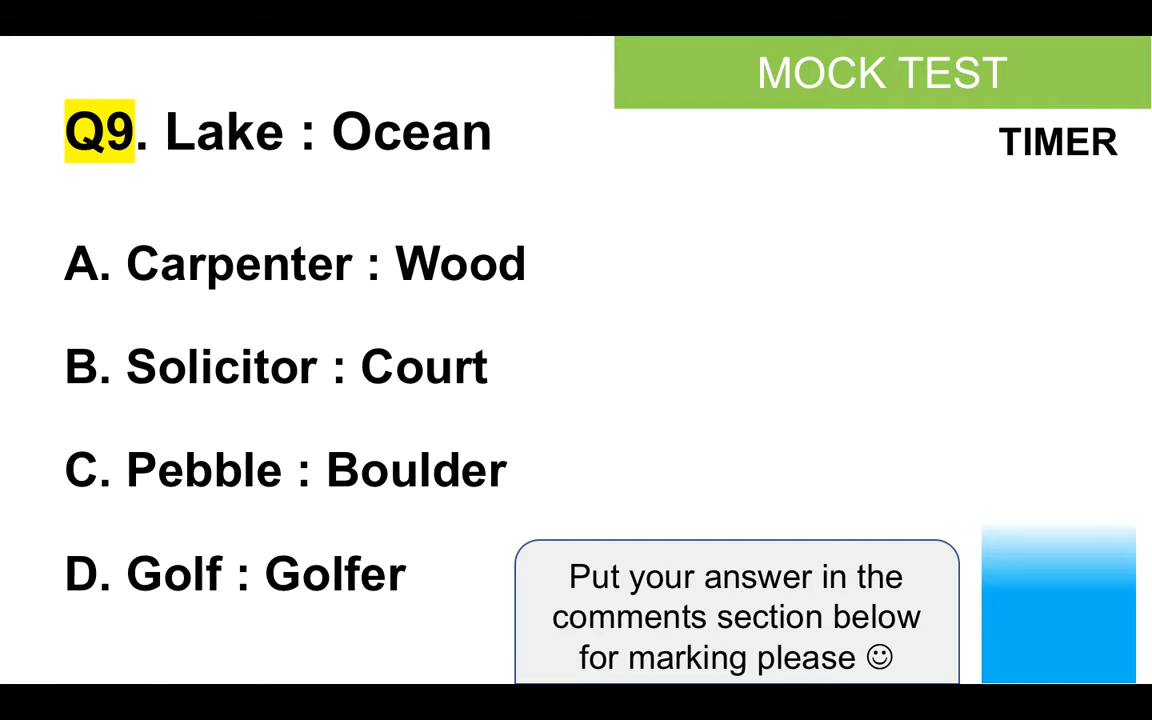 MOCK TEST
Q9. Lake : Ocean
TIMER
A. Carpenter : Wood
B. Solicitor : Court
C. Pebble : Boulder
D. Golf : Golfer
Put your answer in the
comments section below
for marking please ☺